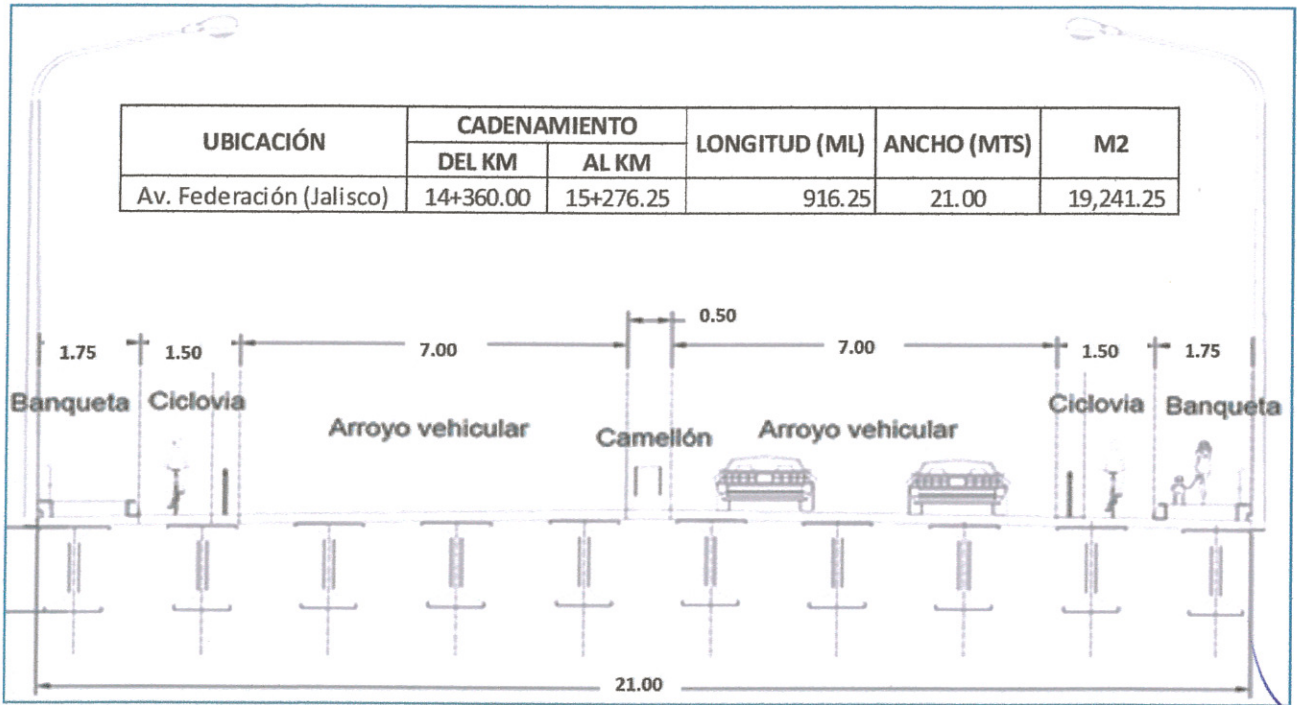 UBICACIÓN CADENAMIENTO LONGITUD (ML) ANCHO (MTS) M2
DEL KM AL KM
Av. Federación (Jalisco) 14+360.00 15+276.25 916.25 21.00 19,241.25
0.50
1.75 1.50 7.00 7.00 1.50 1.75
Banqueta Ciclovia Arroyo vehicular Camellón Arroyo vehicular Ciclovia Banqueta
21.00